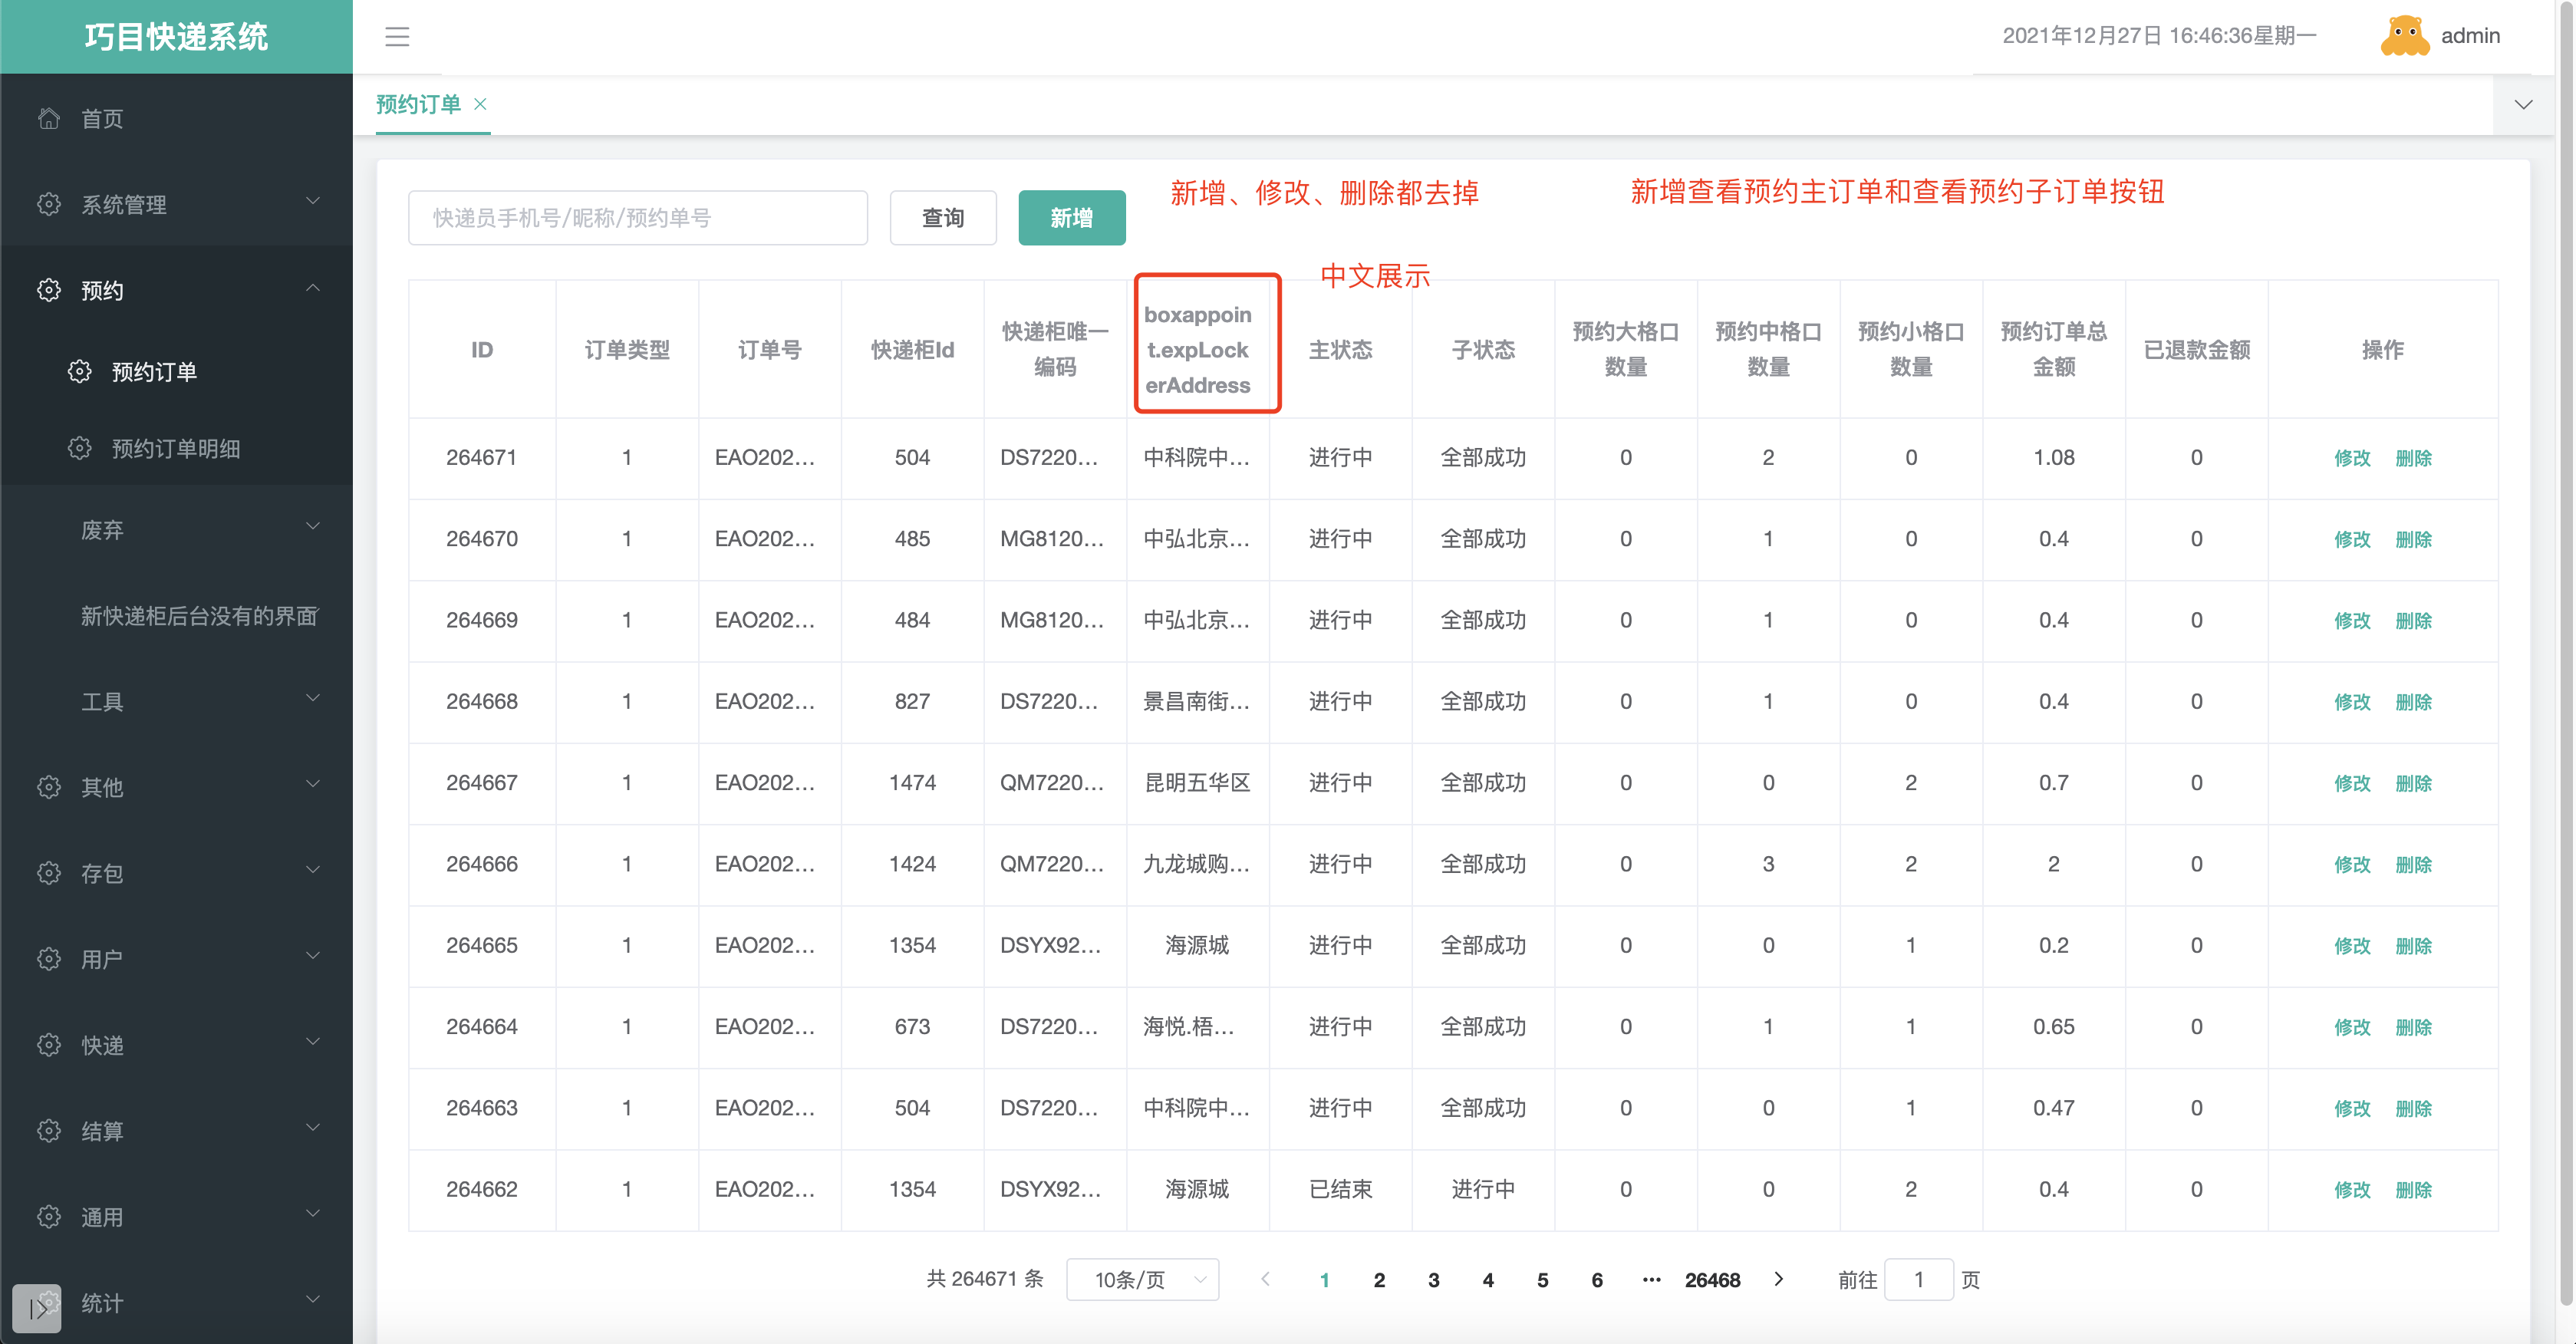 巧目快递系统
2021年12月27日 16:46:36星期一
admin
首页
系统管理
预约
预约订单
预约订单明细
废弃
新快递柜后台没有的界面
工具
其他
存包
用户
快递
结算
通用
统计
预约订单
快递员手机号/昵称/预约单号
查询
新增
新增、修改、删除都去掉
新增查看预约主订单和查看预约子订单按钮
中文展示
ID 订单类型 订单号 快递柜Id 快递柜唯一编码 boxappoint.expLockerAddress 主状态 子状态 预约大格口数量 预约中格口数量 预约小格口数量 预约订单总金额 已退款金额 操作
264671 1 EAO202... 504 DS7220... 中科院中... 进行中 全部成功 0 2 0 1.08 0 修改 删除
264670 1 EAO202... 485 MG8120... 中弘北京... 进行中 全部成功 0 1 0 0.4 0 修改 删除
264669 1 EAO202... 484 MG8120... 中弘北京... 进行中 全部成功 0 1 0 0.4 0 修改 删除
264668 1 EAO202... 827 DS7220... 景昌南街... 进行中 全部成功 0 1 0 0.4 0 修改 删除
264667 1 EAO202... 1474 QM7220... 昆明五华区 进行中 全部成功 0 0 2 0.7 0 修改 删除
264666 1 EAO202... 1424 QM7220... 九龙城购... 进行中 全部成功 0 3 2 2 0 修改 删除
264665 1 EAO202... 1354 DSYX92... 海源城 进行中 全部成功 0 0 1 0.2 0 修改 删除
264664 1 EAO202... 673 DS7220... 海悦.梧... 进行中 全部成功 0 1 1 0.65 0 修改 删除
264663 1 EAO202... 504 DS7220... 中科院中... 进行中 全部成功 0 0 1 0.47 0 修改 删除
264662 1 EAO202... 1354 DSYX92... 海源城 已结束 进行中 0 0 2 0.4 0 修改 删除
共 264671 条 10条/页 1 2 3 4 5 6 ... 26468 前往 1 页